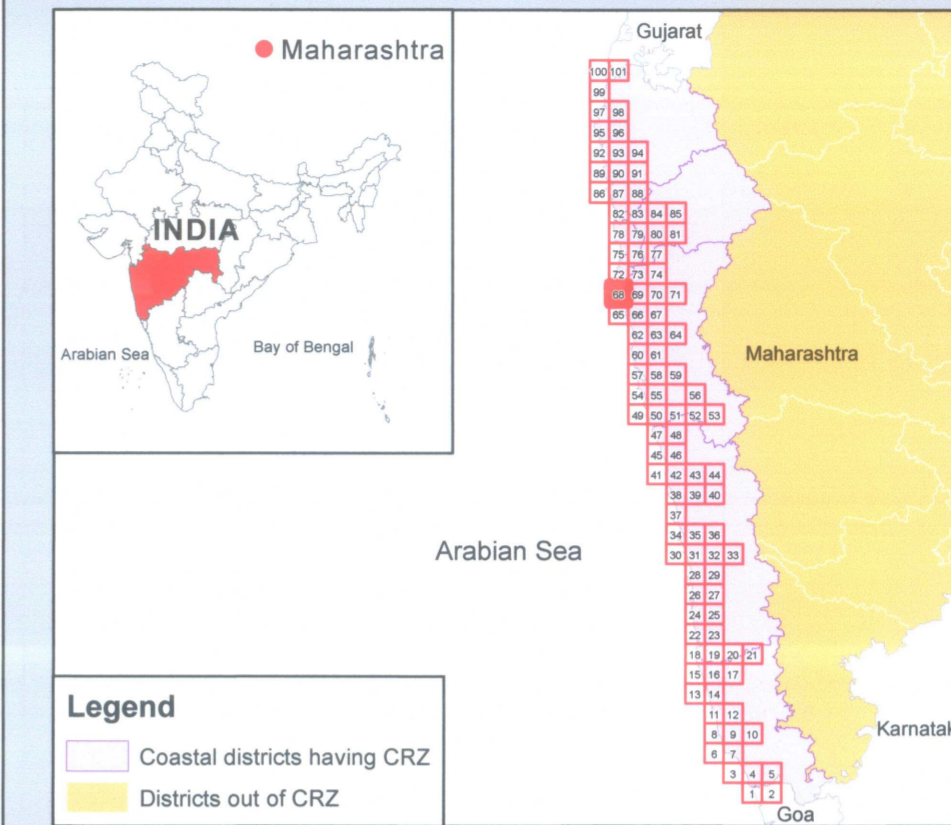 Maharashtra
INDIA
Arabian Sea
Bay of Bengal
Gujarat
100 101
99
97 98
95 96
92 93 94
89 90 91
86 87 88
82 83 84 85
78 79 80 81
75 76 77
72 73 74
68 69 70 71
65 66 67
62 63 64
Maharashtra
60 61
57 58 59
54 55 56
49 50 51 52 53
47 48
45 46
41 42 43 44
38 39 40
37
34 35 36
Arabian Sea
30 31 32 33
28 29
26 27
24 25
22 23
18 19 20 21
15 16 17
13 14
11 12
8 9 10
Karnatak
6 7
3 4 5
1 2
Goa
Legend
Coastal districts having CRZ
Districts out of CRZ